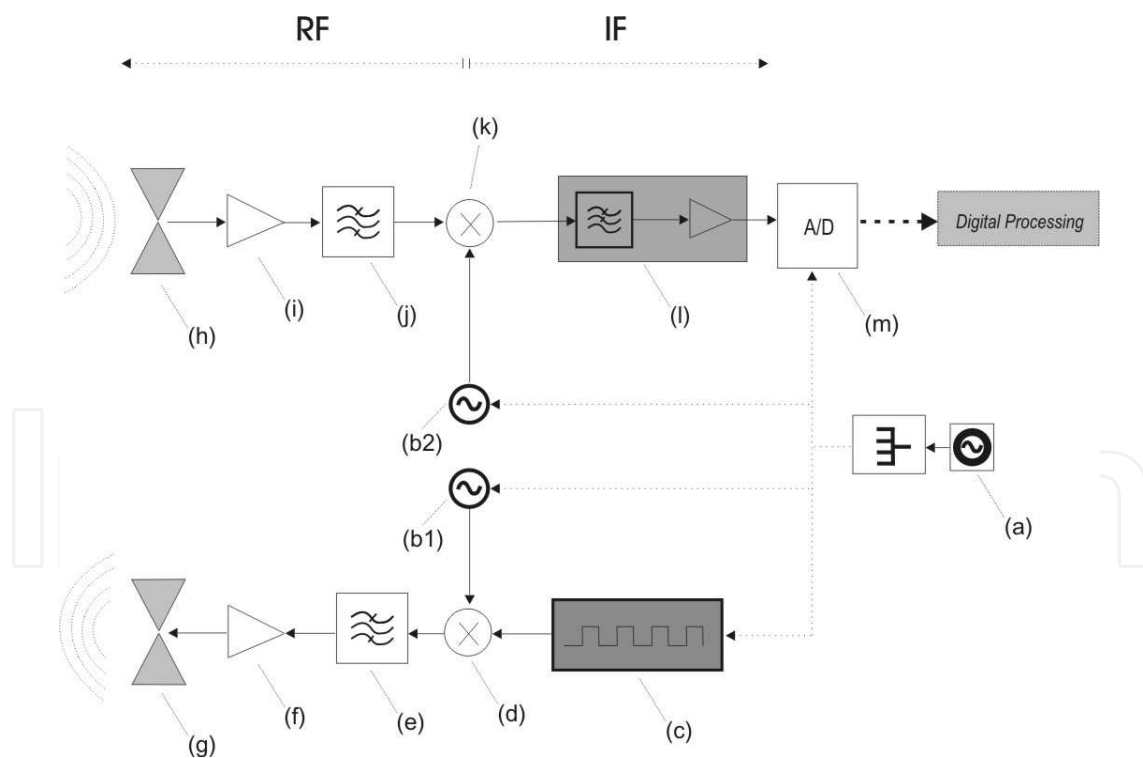 RF IF
(k)
A/D
Digital Processing
(i)
(j)
(l)
(m)
(h)
(b2)
(b1)
(a)
(d)
(f)
(e)
(c)
(g)